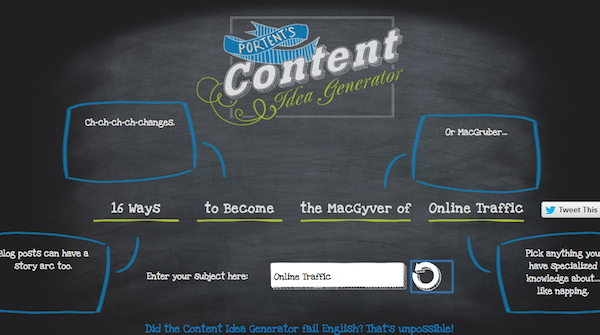 PORTENT'S
Content
Idea Generator
Ch-ch-ch-ch-changes.
Or MacGruber...
16 Ways to Become the MacGyver of Online Traffic
Tweet This
Blog posts can have a
story arc too.
Enter your subject here: Online Traffic
Pick anything you
have specialized
knowledge about...
like napping.
Did the Content Idea Generator fail English? That's unpossible!